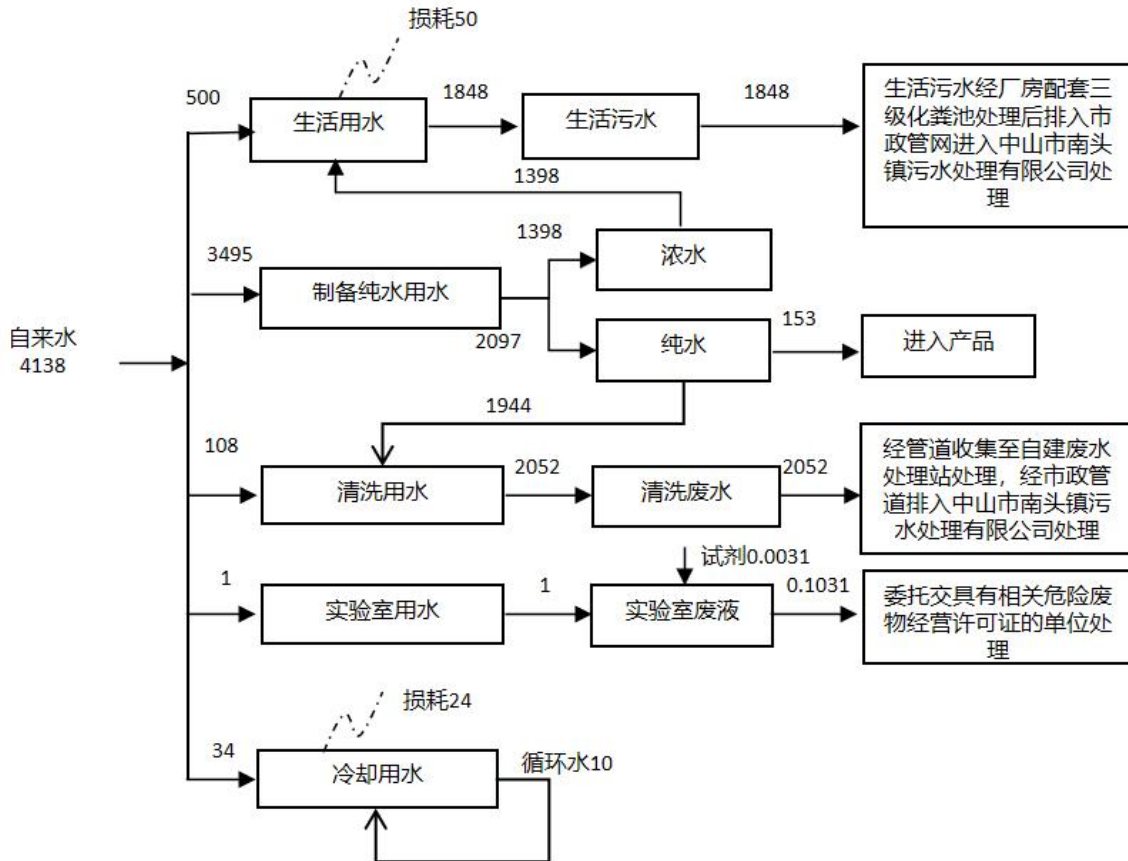 损耗50
500
生活用水
1848
生活污水
1848
生活污水经厂房配套三
级化粪池处理后排入市
政管网进入中山市南头
镇污水处理有限公司处
理
1398
3495
制备纯水用水
1398
浓水
2097
纯水
153
进入产品
自来水
4138
1944
108
清洗用水
2052
清洗废水
2052
经管道收集至自建废水
处理站处理，经市政管
道排入中山市南头镇污
水处理有限公司处理
试剂0.0031
1
实验室用水
1
实验室废液
0.1031
委托交具有相关危险废
物经营许可证的单位处
理
损耗24
34
冷却用水
循环水10